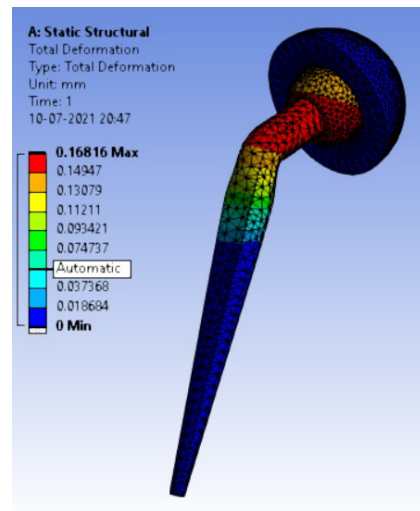 A: Static Structural
Total Deformation
Type: Total Deformation
Unit: mm
Time: 1
10-07-2021 20:47
0.16816 Max
0.14947
0.13079
0.11211
0.093421
0.074737
Automatic
0.037368
0.018684
0 Min